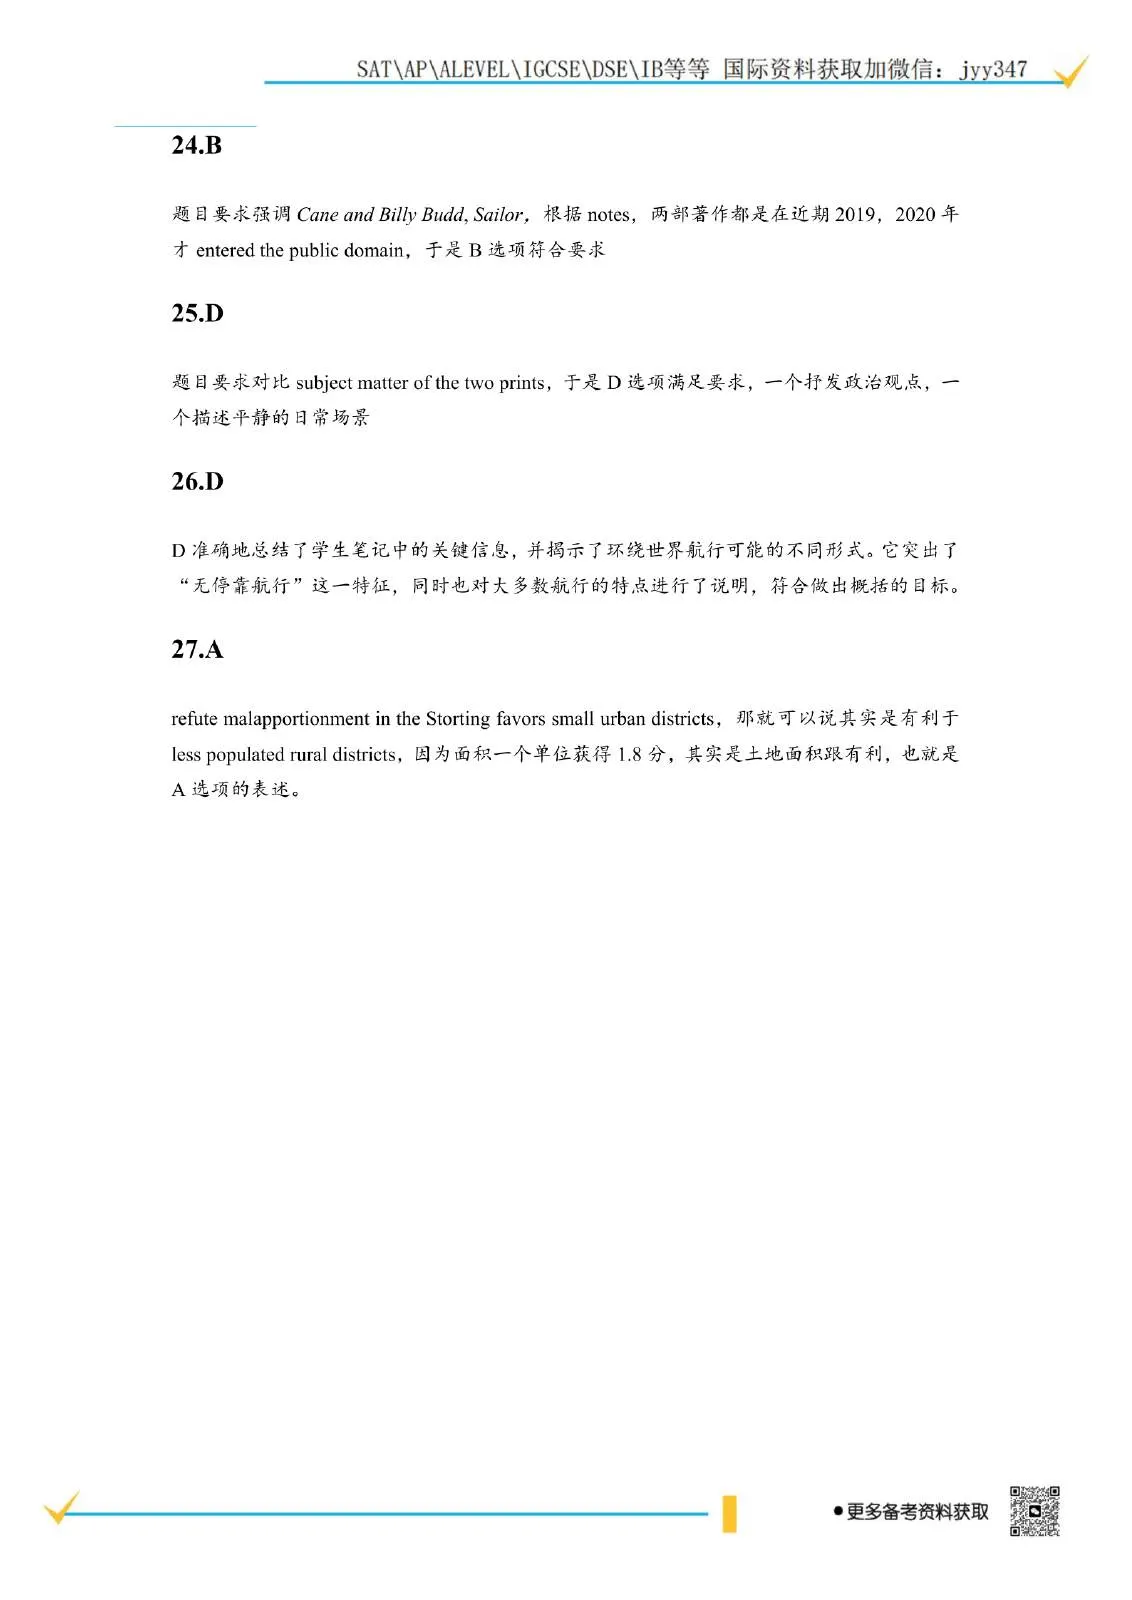 SAT\AP\ALEVEL\IGCSE\DSE\IB等等 国际资料获取加微信：jyy347
24.B
题目要求强调 Cane and Billy Budd, Sailor，根据 notes，两部著作都是在近期 2019，2020 年
才 entered the public domain，于是 B 选项符合要求
25.D
题目要求对比 subject matter of the two prints，于是 D 选项满足要求，一个抒发政治观点，一
个描述平静的日常场景
26.D
D 准确地总结了学生笔记中的关键信息，并揭示了环绕世界航行可能的不同形式。它突出了
“无停靠航行”这一特征，同时也对大多数航行的特点进行了说明，符合做出概括的目标。
27.A
refute malapportionment in the Storting favors small urban districts，那就可以说其实是有利于
less populated rural districts，因为面积一个单位获得 1.8 分，其实是土地面积跟有利，也就是
A 选项的表述。
●更多备考资料获取